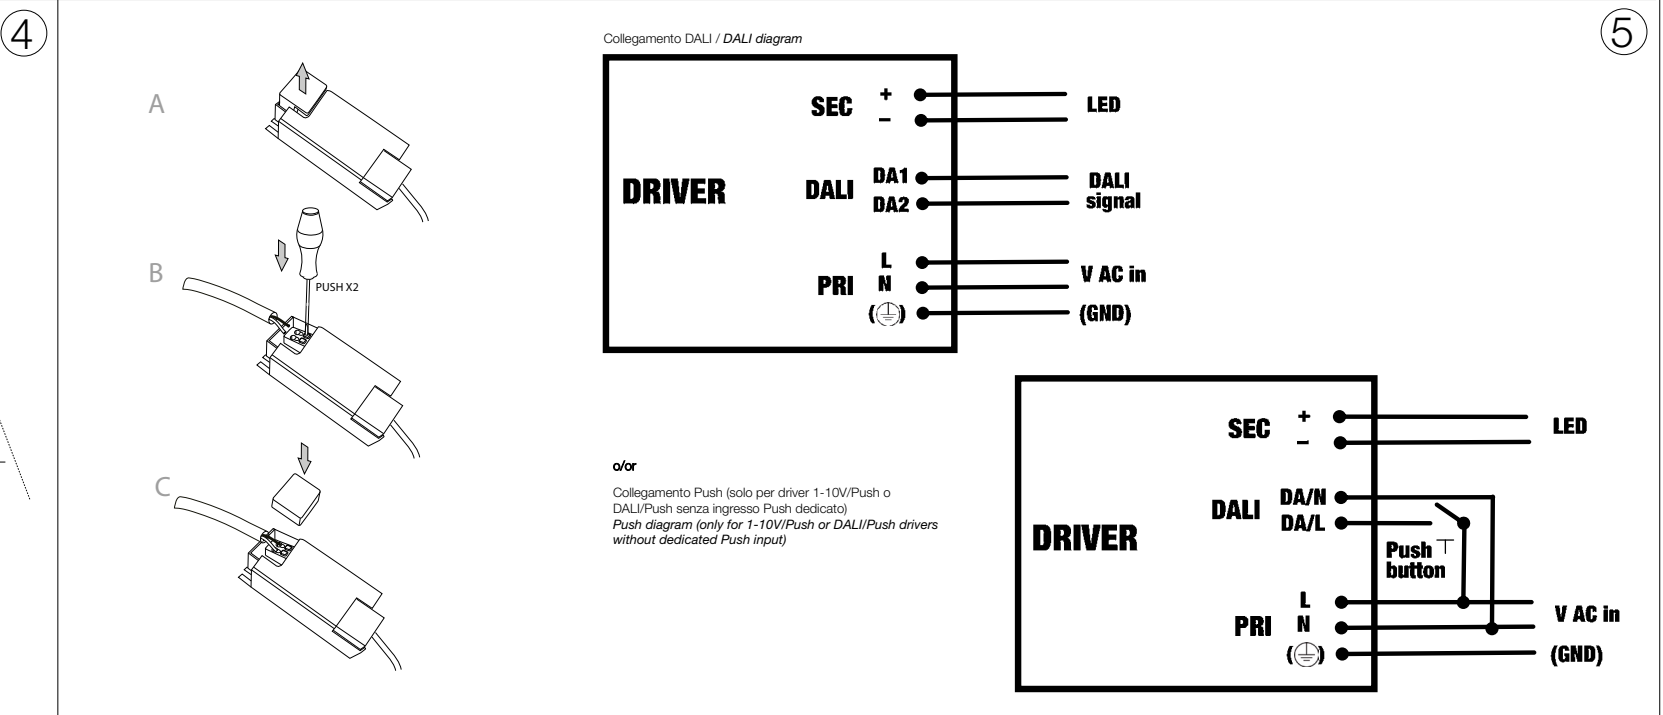 4
A
B
PUSH X2
C
5
Collegamento DALI / DALI diagram
DRIVER
SEC + −
LED
DALI DA1 DA2
DALI
signal
PRI L N (⏚)
V AC in
(GND)
o/or
Collegamento Push (solo per driver 1-10V/Push o
DALI/Push senza ingresso Push dedicato)
Push diagram (only for 1-10V/Push or DALI/Push drivers
without dedicated Push input)
DRIVER
SEC + −
LED
DALI DA/N DA/L
Push
button
PRI L N (⏚)
V AC in
(GND)